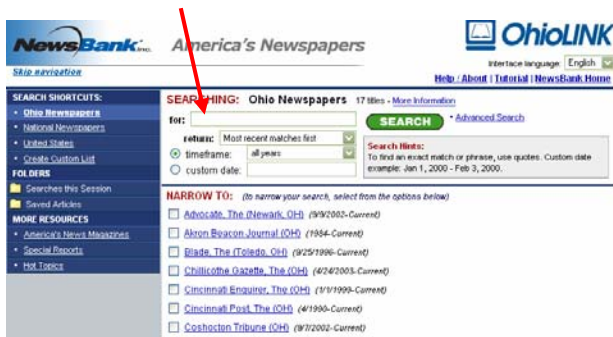 NewsBank, Inc. America's Newspapers OhioLINK
Interface language: English
Skip navigation
Help / About | Tutorial | NewsBank Home
SEARCH SHORTCUTS:
• Ohio Newspapers
• National Newspapers
• United States
• Create Custom List
FOLDERS
Searches this Session
Saved Articles
MORE RESOURCES
• America's News Magazines
• Special Reports
• Hot Topics
SEARCHING: Ohio Newspapers 17 titles - More Information
for:
SEARCH • Advanced Search
return: Most recent matches first
timeframe: all years
custom date:
Search Hints:
To find an exact match or phrase, use quotes. Custom date
example: Jan 1, 2000 - Feb 3, 2000.
NARROW TO: (to narrow your search, select from the options below)
Advocate, The (Newark, OH) (9/9/2002-Current)
Akron Beacon Journal (OH) (1984-Current)
Blade, The (Toledo, OH) (9/25/1996-Current)
Chillicothe Gazette, The (OH) (4/24/2003-Current)
Cincinnati Enquirer, The (OH) (1/1/1999-Current)
Cincinnati Post, The (OH) (4/1990-Current)
Coshocton Tribune (OH) (9/7/2002-Current)